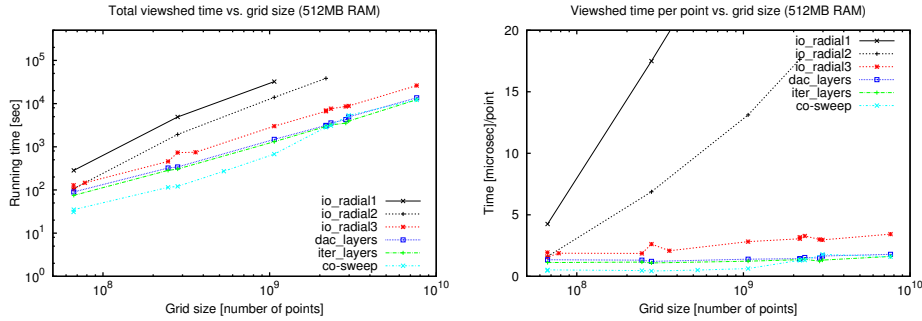 Total viewshed time vs. grid size (512MB RAM)
Running time [sec]
10^5
10^4
10^3
10^2
10^1
10^0
io_radial1
io_radial2
io_radial3
dac_layers
iter_layers
co-sweep
10^8
10^9
10^10
Grid size [number of points]
Viewshed time per point vs. grid size (512MB RAM)
Time [microsec]/point
20
15
10
5
0
io_radial1
io_radial2
io_radial3
dac_layers
iter_layers
co-sweep
10^8
10^9
10^10
Grid size [number of points]